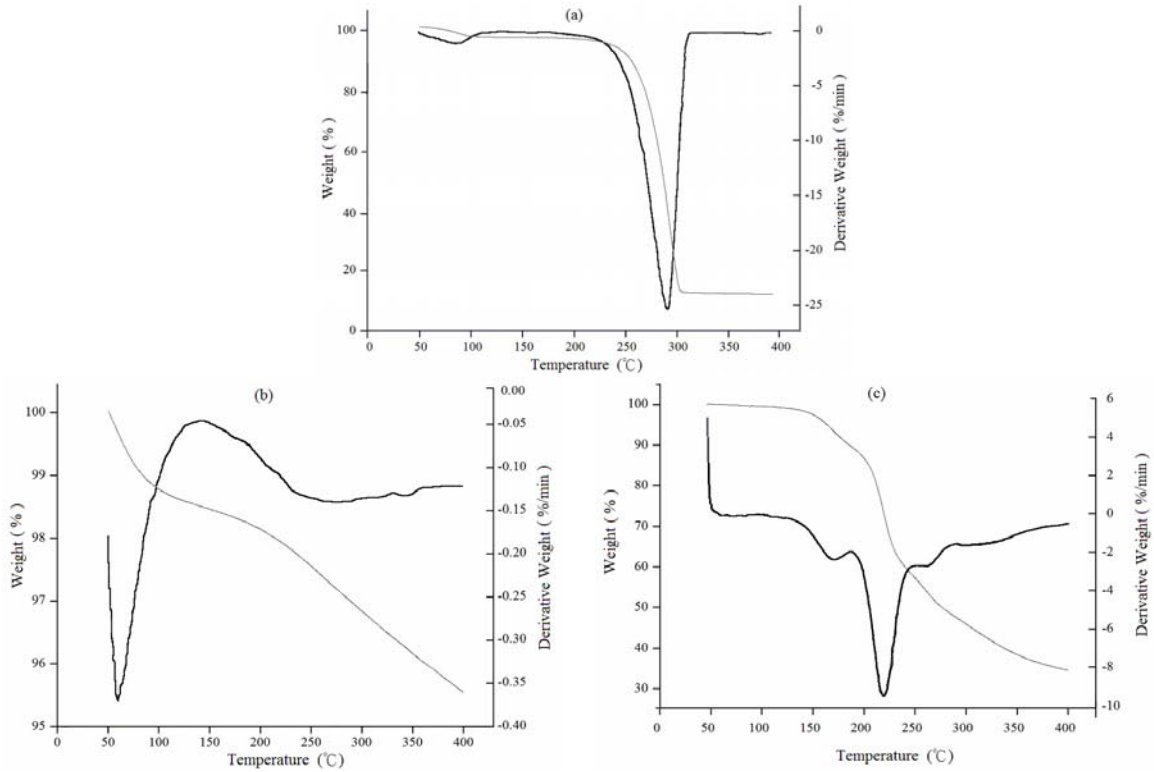 (a)
100
80
60
40
20
0
Weight ( % )
0
-5
-10
-15
-20
-25
Derivative Weight ( %/min )
0 50 100 150 200 250 300 350 400
Temperature (℃)
(b)
100
99
98
97
96
95
Weight ( % )
0.00
-0.05
-0.10
-0.15
-0.20
-0.25
-0.30
-0.35
-0.40
Derivative Weight ( %/min )
0 50 100 150 200 250 300 350 400
Temperature (℃)
(c)
100
90
80
70
60
50
40
30
Weight ( % )
6
4
2
0
-2
-4
-6
-8
-10
Derivative Weight ( %/min )
0 50 100 150 200 250 300 350 400
Temperature (℃)